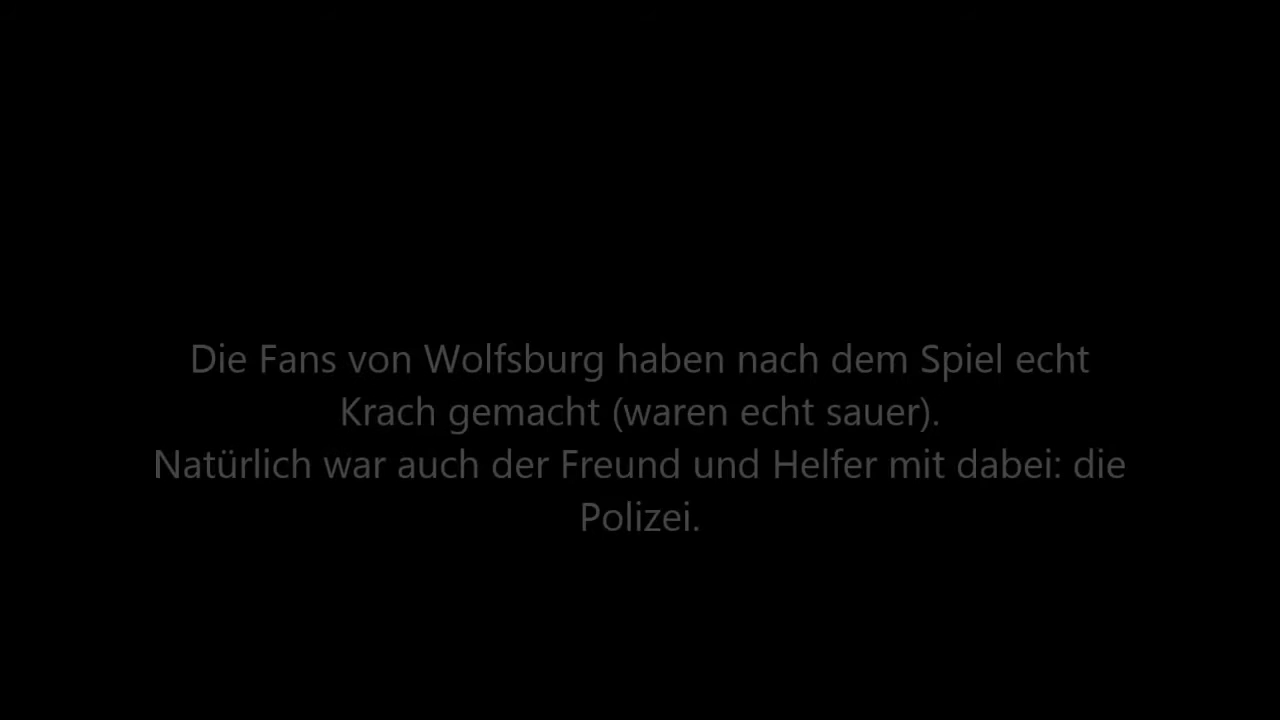 Die Fans von Wolfsburg haben nach dem Spiel echt
Krach gemacht (waren echt sauer).
Natürlich war auch der Freund und Helfer mit dabei: die
Polizei.